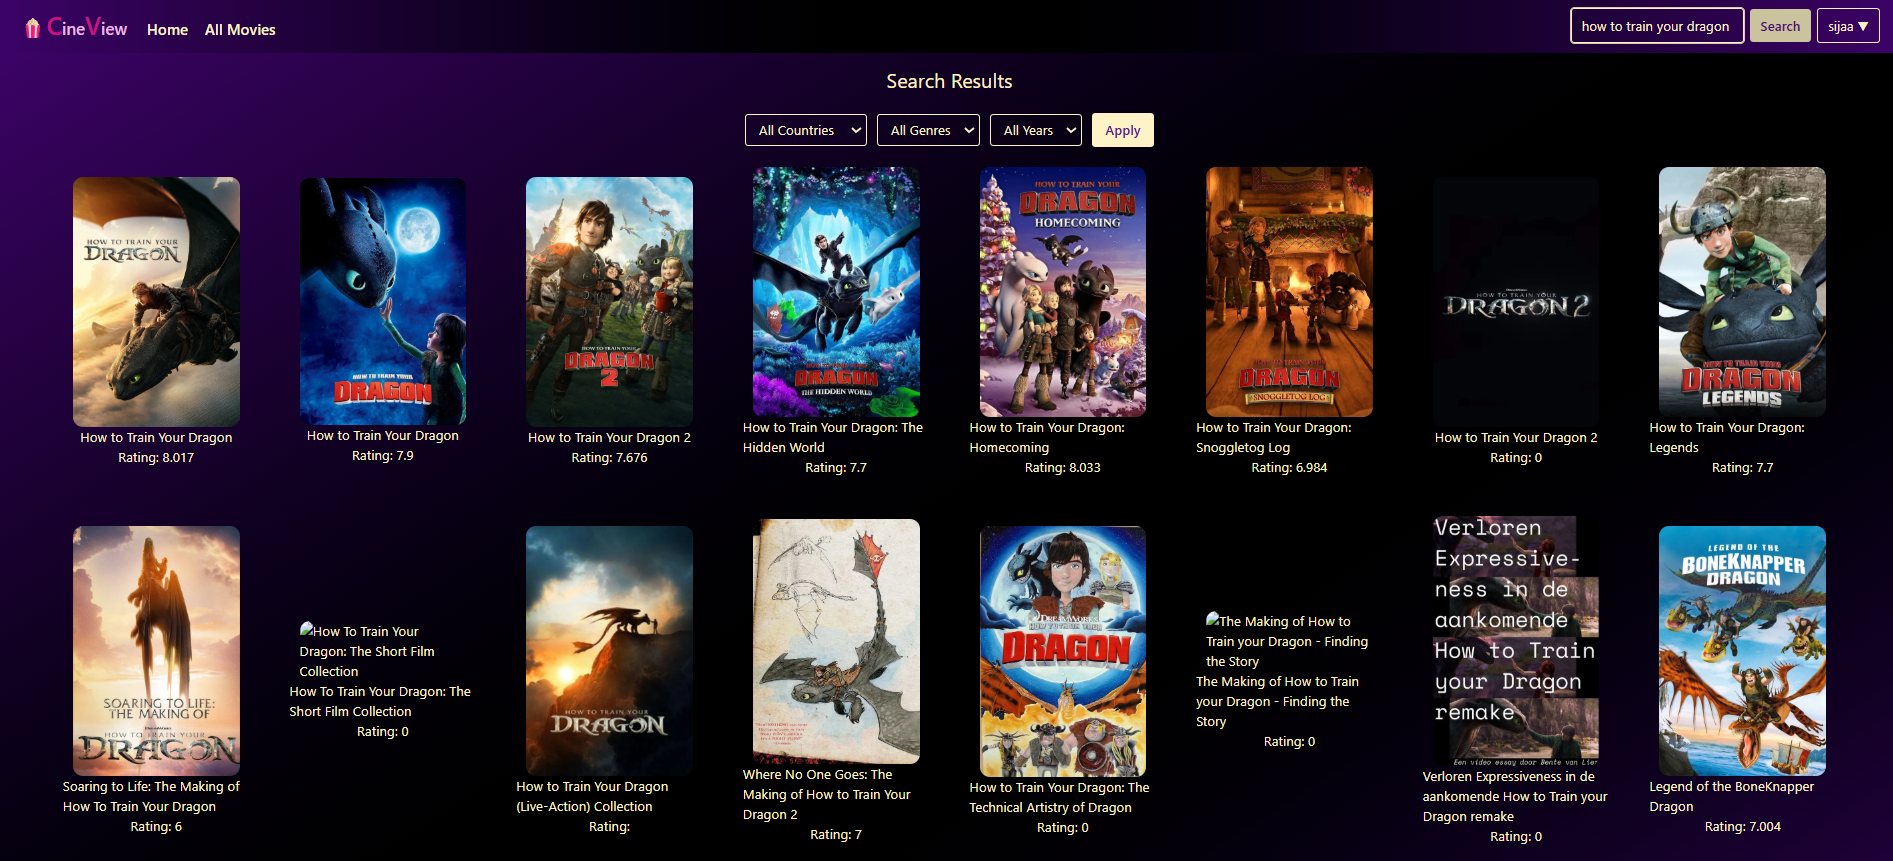 CineView Home All Movies how to train your dragon Search sijaa ▼
Search Results
All Countries All Genres All Years Apply
HOW TO TRAIN YOUR
DRAGON
How to Train Your Dragon
Rating: 8.017
HOW TO TRAIN YOUR
DRAGON
How to Train Your Dragon
Rating: 7.9
HOW TO TRAIN YOUR
DRAGON
2
How to Train Your Dragon 2
Rating: 7.676
HOW TO TRAIN YOUR
DRAGON
THE HIDDEN WORLD
How to Train Your Dragon: The
Hidden World
Rating: 7.7
HOW TO TRAIN YOUR
DRAGON
HOMECOMING
How to Train Your Dragon:
Homecoming
Rating: 8.033
HOW TO TRAIN YOUR
DRAGON
SNOGGLETOG LOG
How to Train Your Dragon:
Snoggletog Log
Rating: 6.984
HOW TO TRAIN YOUR
DRAGON 2
How to Train Your Dragon 2
Rating: 0
HOW TO TRAIN YOUR
DRAGON
LEGENDS
How to Train Your Dragon:
Legends
Rating: 7.7
SOARING TO LIFE:
THE MAKING OF
HOW TO TRAIN YOUR
DRAGON
Soaring to Life: The Making of
How To Train Your Dragon
Rating: 6
How To Train Your
Dragon: The Short Film
Collection
How To Train Your Dragon: The
Short Film Collection
Rating: 0
HOW TO TRAIN YOUR
DRAGON
How to Train Your Dragon
(Live-Action) Collection
Rating:
Where No One Goes: The
Making of How to Train Your
Dragon 2
Rating: 7
DREAMWORKS
HOW TO TRAIN YOUR
DRAGON
How to Train Your Dragon: The
Technical Artistry of Dragon
Rating: 0
The Making of How to
Train your Dragon - Finding
the Story
The Making of How to Train
your Dragon - Finding the
Story
Rating: 0
Verloren
Expressive-
ness in de
aankomende
How to Train
your Dragon
remake
Een video essay door Bente van Lier
Verloren Expressiveness in de
aankomende How to Train your
Dragon remake
Rating: 0
LEGEND OF THE
BONEKNAPPER
DRAGON
Legend of the BoneKnapper
Dragon
Rating: 7.004